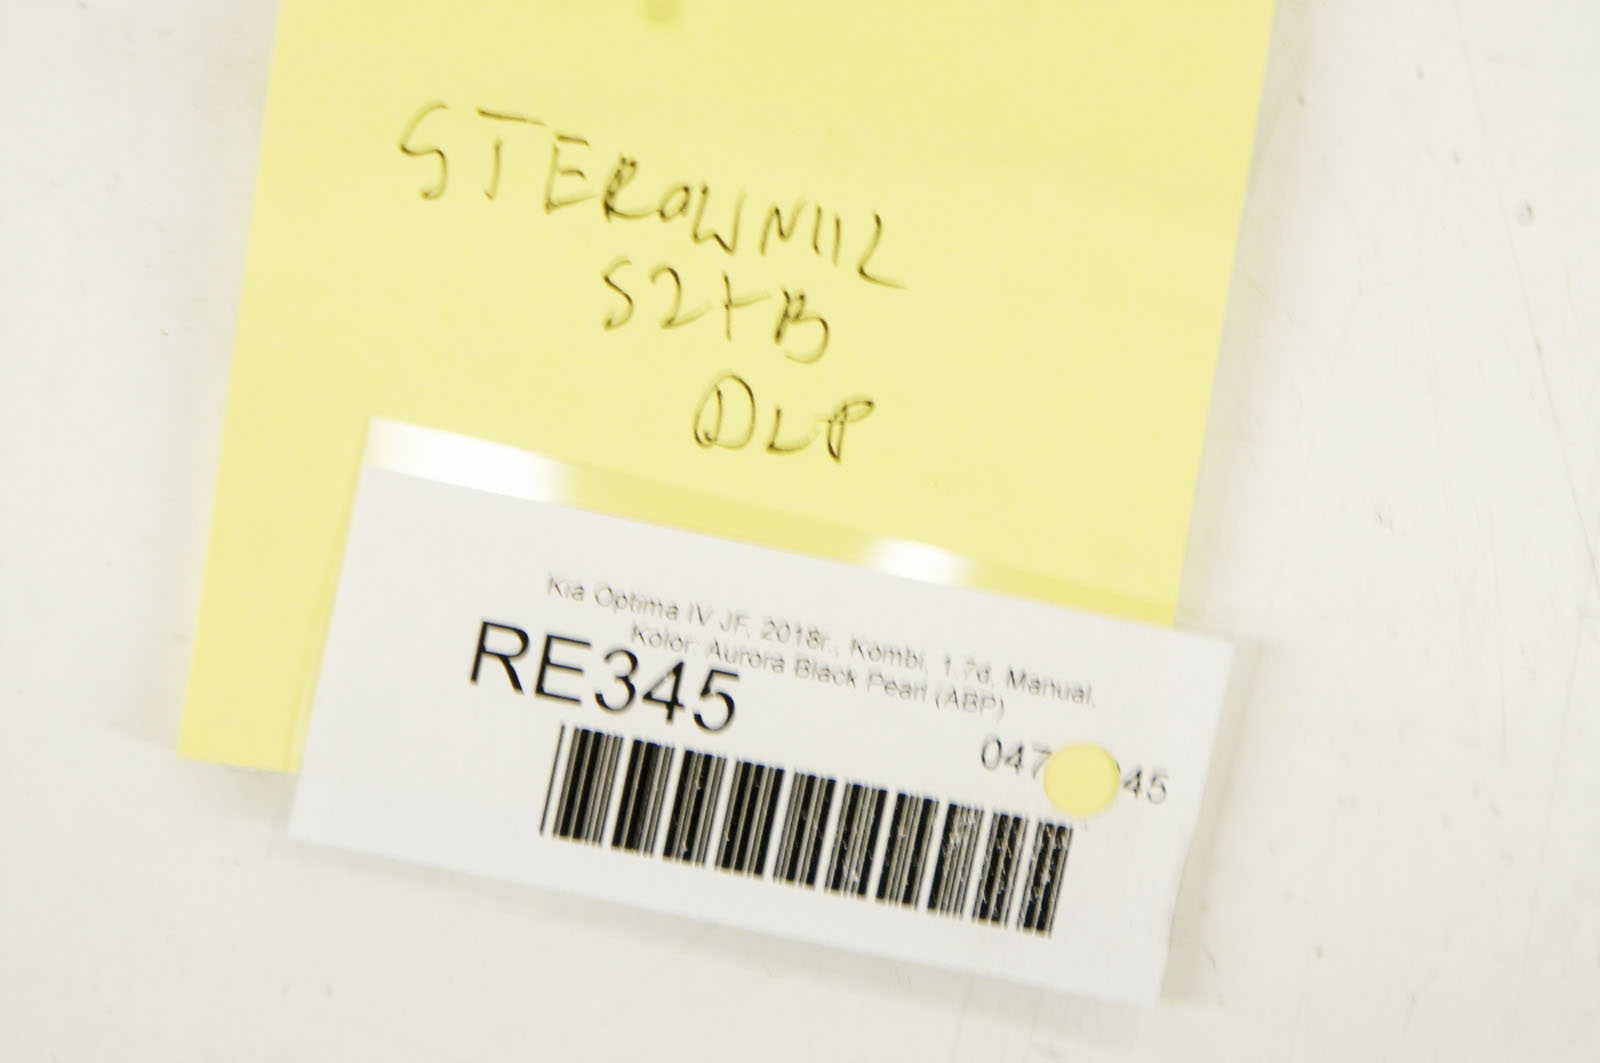 STEROWNIK
SZYB
DLP
Kia Optima IV JF, 2018r., Kombi, 1.7d, Manual,
Kolor: Aurora Black Pearl (ABP)
RE345